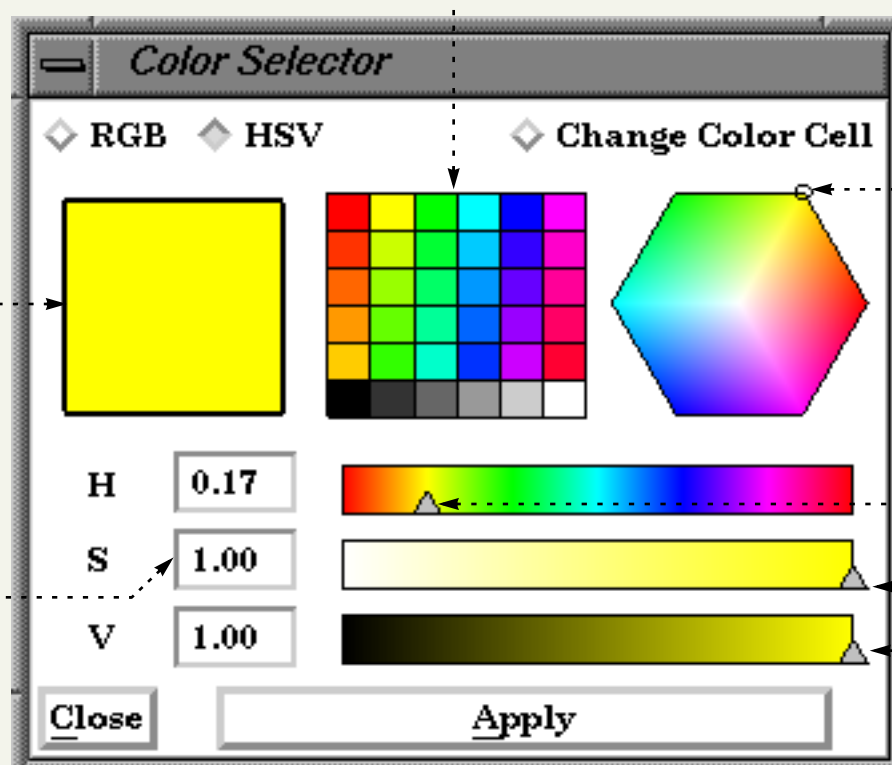 Color Selector
RGB HSV Change Color Cell
H 0.17
S 1.00
V 1.00
Close Apply